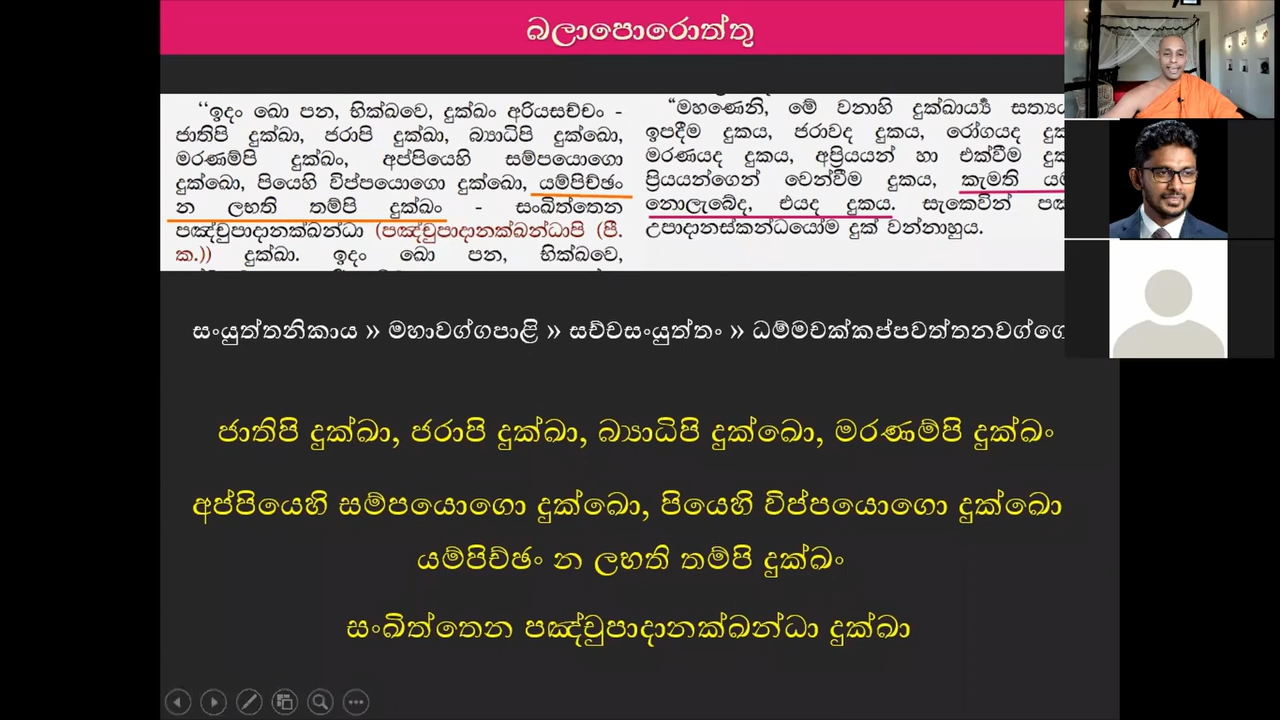 බලාපොරොත්තු
‘‘ඉදං ඛො පන, භික්ඛවෙ, දුක්ඛං අරියසච්චං -
ජාතිපි දුක්ඛා, ජරාපි දුක්ඛා, බ්‍යාධිපි දුක්ඛො,
මරණම්පි දුක්ඛං, අප්පියෙහි සම්පයොගො
දුක්ඛො, පියෙහි විප්පයොගො දුක්ඛො, යම්පිච්ඡං
න ලභති තම්පි දුක්ඛං - සංඛිත්තෙන
පඤ්චුපාදානක්ඛන්ධා (පඤ්චුපාදානක්ඛන්ධාපි (පී.
ක.)) දුක්ඛා. ඉදං ඛො පන, භික්ඛවෙ,
“මහණෙනි, මේ වනාහි දුක්ඛාර්‍ය්‍ය සත්‍යය
ඉපදීම දුකය, ජරාවද දුකය, රෝගයද දුක
මරණයද දුකය, අප්‍රියයන් හා එක්වීම දුක
ප්‍රියයන්ගෙන් වෙන්වීම දුකය, කැමති යම්
නොලැබේද, එයද දුකය. සැකෙවින් පඤ
උපාදානස්කන්ධයෝම දුක් වන්නාහුය.
සංයුත්තනිකාය » මහාවග්ගපාළි » සච්චසංයුත්තං » ධම්මචක්කප්පවත්තනවග්ගො
ජාතිපි දුක්ඛා, ජරාපි දුක්ඛා, බ්‍යාධිපි දුක්ඛො, මරණම්පි දුක්ඛං
අප්පියෙහි සම්පයොගො දුක්ඛො, පියෙහි විප්පයොගො දුක්ඛො
යම්පිච්ඡං න ලභති තම්පි දුක්ඛං
සංඛිත්තෙන පඤ්චුපාදානක්ඛන්ධා දුක්ඛා